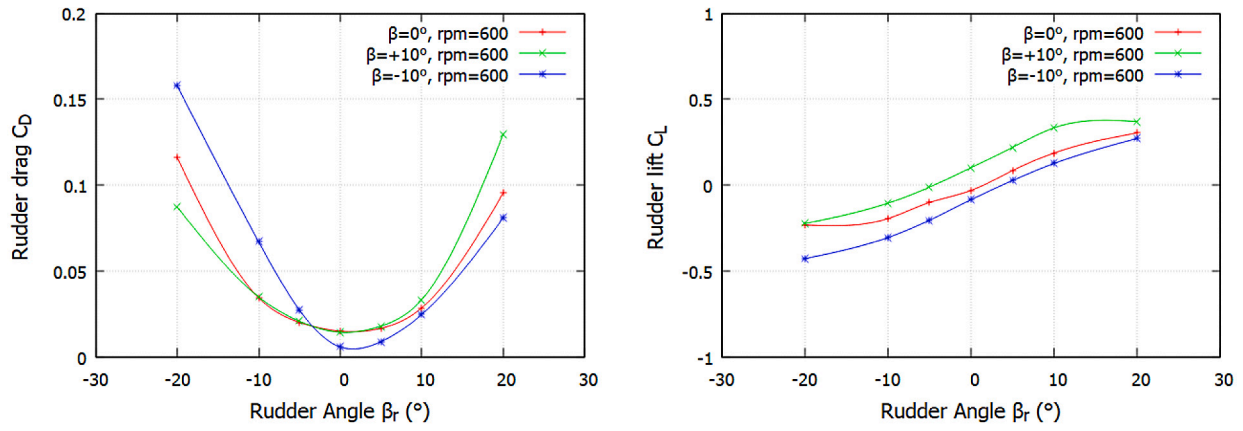 0.2
0.15
0.1
0.05
0
Rudder drag C_D
β=0°, rpm=600
β=+10°, rpm=600
β=-10°, rpm=600
-30 -20 -10 0 10 20 30
Rudder Angle β_r (°)
1
0.5
0
-0.5
-1
Rudder lift C_L
β=0°, rpm=600
β=+10°, rpm=600
β=-10°, rpm=600
-30 -20 -10 0 10 20 30
Rudder Angle β_r (°)